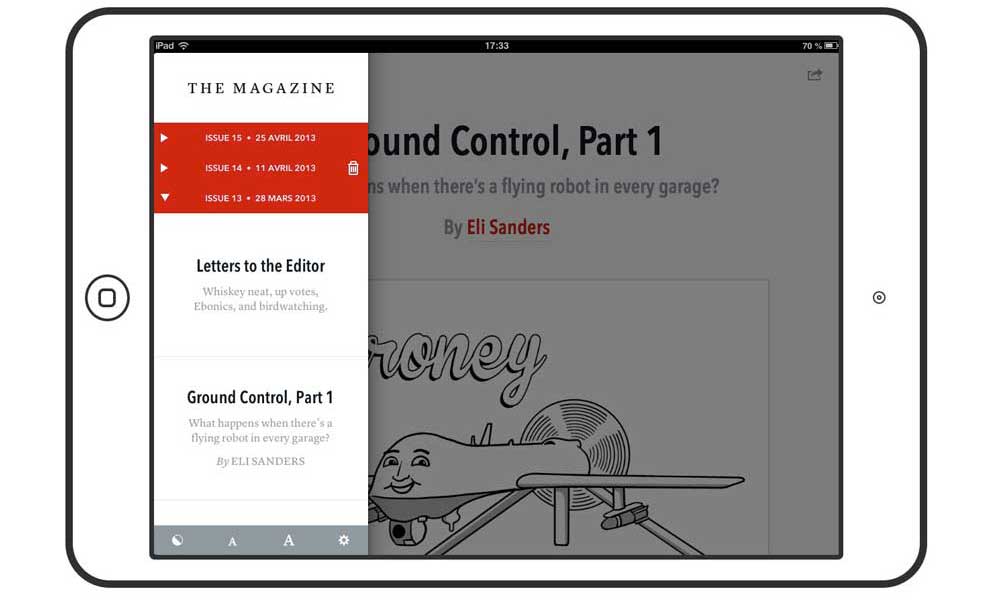 iPad
17:33
70 %
THE MAGAZINE
ISSUE 15 • 25 AVRIL 2013
ISSUE 14 • 11 AVRIL 2013
ISSUE 13 • 28 MARS 2013
Letters to the Editor
Whiskey neat, up votes,
Ebonics, and birdwatching.
Ground Control, Part 1
What happens when there's a
flying robot in every garage?
By ELI SANDERS
A
A
ound Control, Part 1
ns when there's a flying robot in every garage?
By Eli Sanders
roney